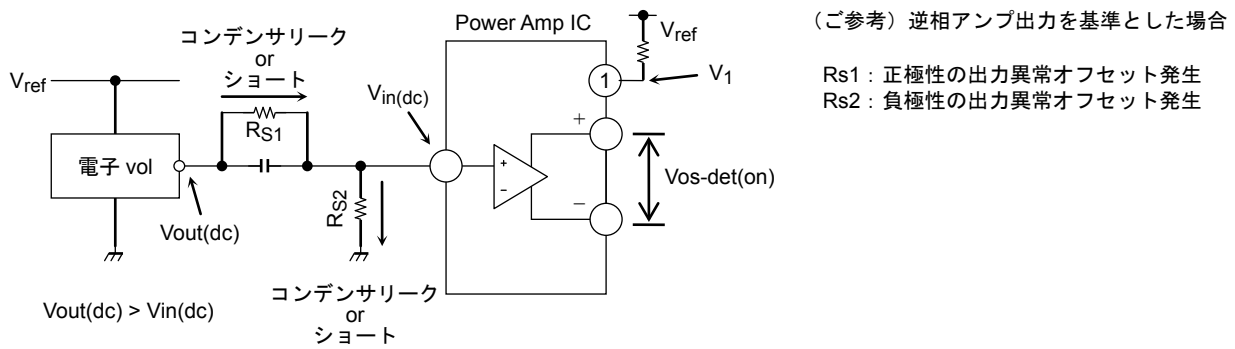 コンデンサリーク
or
ショート
Power Amp IC
Vref
(ご参考)逆相アンプ出力を基準とした場合
Vref
RS1
Vin(dc)
1
V1
Rs1:正極性の出力異常オフセット発生
Rs2:負極性の出力異常オフセット発生
電子 vol
Vout(dc)
RS2
+
-
+
−
Vos-det(on)
Vout(dc) > Vin(dc)
コンデンサリーク
or
ショート